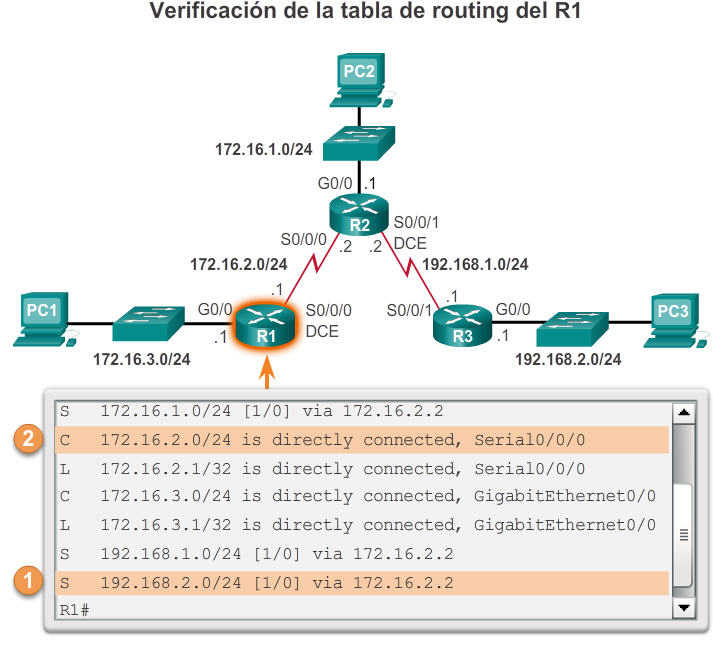 Verificación de la tabla de routing del R1
PC2
172.16.1.0/24
G0/0 .1
R2
S0/0/0
S0/0/1
DCE
.2 .2
172.16.2.0/24
192.168.1.0/24
.1
.1
PC1
G0/0
S0/0/0
DCE
S0/0/1
G0/0
PC3
.1
R1
R3
.1
172.16.3.0/24
192.168.2.0/24
S 172.16.1.0/24 [1/0] via 172.16.2.2
2
C 172.16.2.0/24 is directly connected, Serial0/0/0
L 172.16.2.1/32 is directly connected, Serial0/0/0
C 172.16.3.0/24 is directly connected, GigabitEthernet0/0
L 172.16.3.1/32 is directly connected, GigabitEthernet0/0
S 192.168.1.0/24 [1/0] via 172.16.2.2
1
S 192.168.2.0/24 [1/0] via 172.16.2.2
R1#